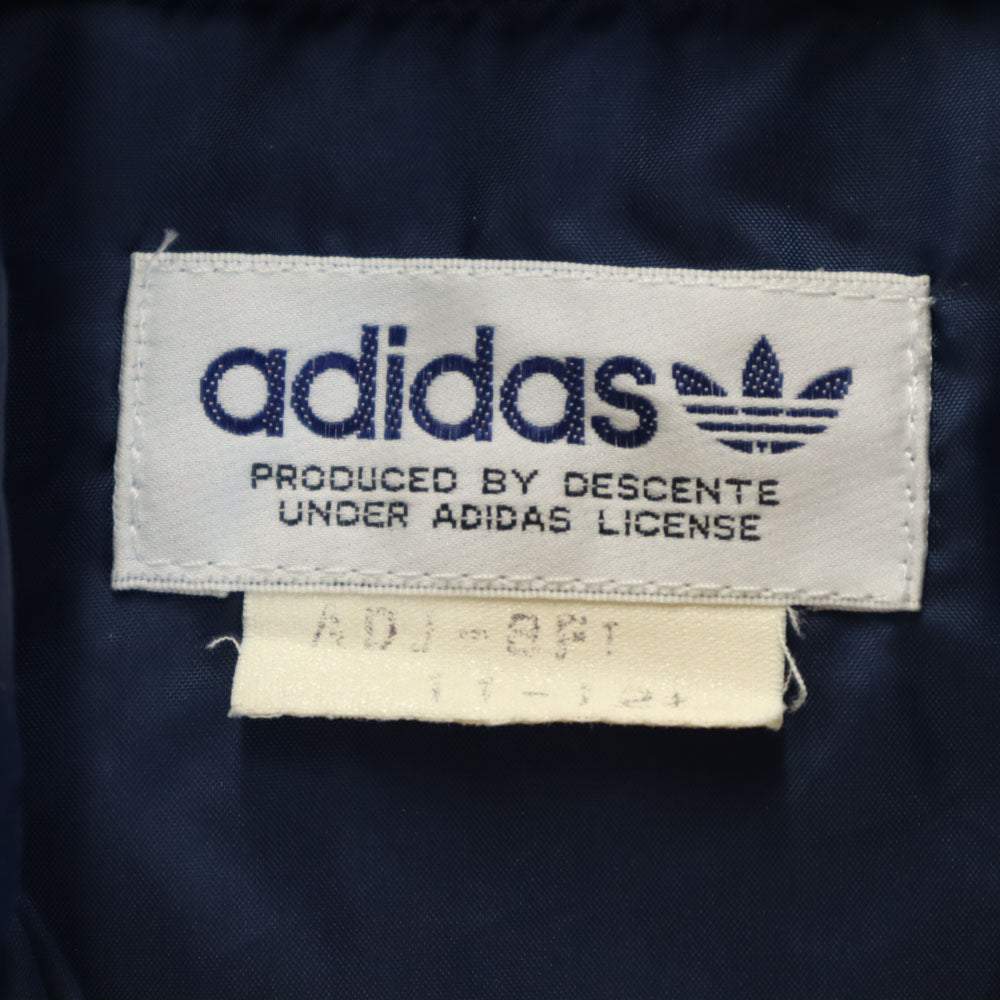 adidas
PRODUCED BY DESCENTE
UNDER ADIDAS LICENSE